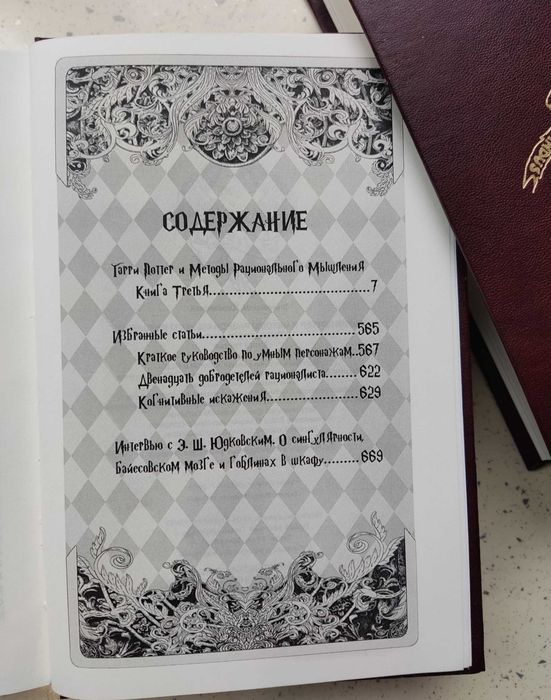 СОДЕРЖАНИЕ
Гарри Поттер и Методы рационального Мышления
Книга Третья.......................................7
Избранные статьи.....................................565
Краткое руководство по умным персонажам..567
Двенадцать добродетелей рационалиста........622
Когнитивные искажения.......................629
Интервью с Э. Ш. Юдковским. О сингулярности,
байесовском мозге и гоблинах в шкафу.........669